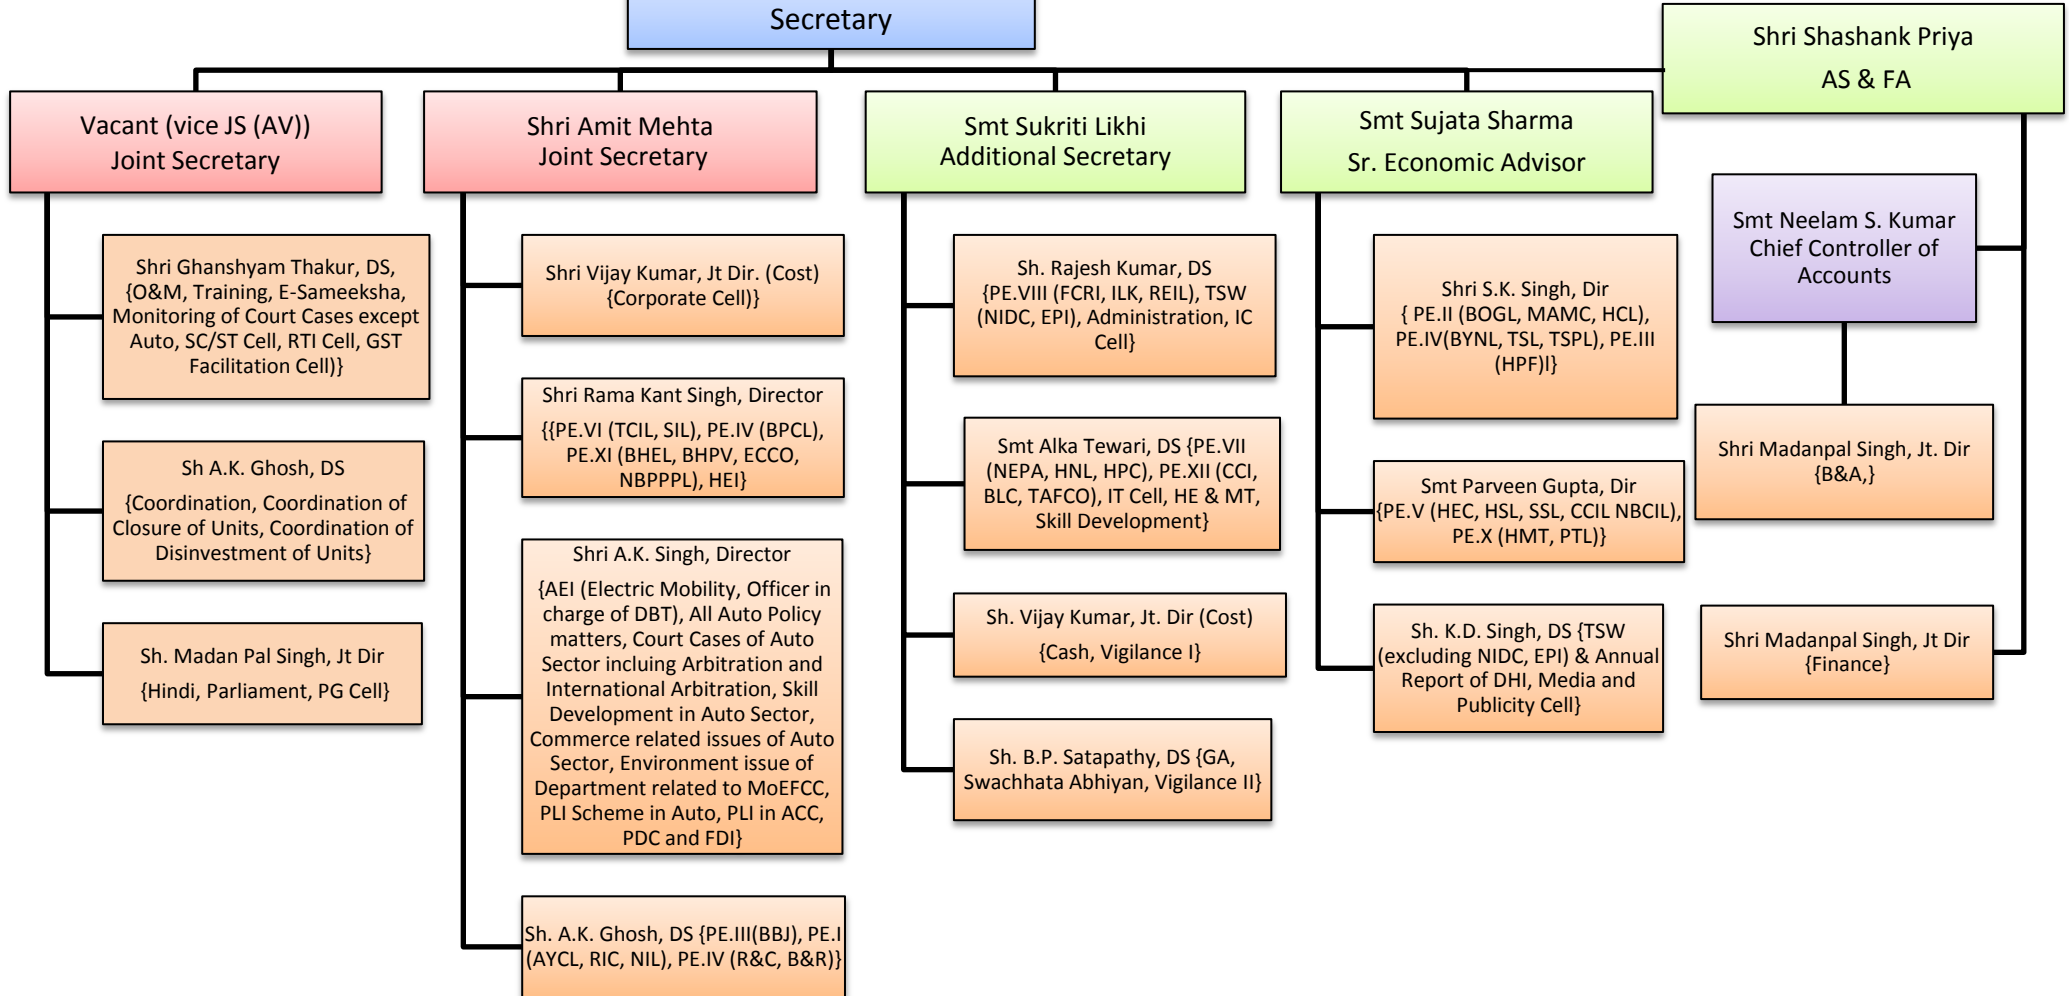 Secretary
Shri Shashank Priya
AS & FA
Vacant (vice JS (AV))
Joint Secretary
Shri Amit Mehta
Joint Secretary
Smt Sukriti Likhi
Additional Secretary
Smt Sujata Sharma
Sr. Economic Advisor
Smt Neelam S. Kumar
Chief Controller of
Accounts
Shri Ghanshyam Thakur, DS,
{O&M, Training, E-Sameeksha,
Monitoring of Court Cases except
Auto, SC/ST Cell, RTI Cell, GST
Facilitation Cell)}
Sh A.K. Ghosh, DS
{Coordination, Coordination of
Closure of Units, Coordination of
Disinvestment of Units}
Sh. Madan Pal Singh, Jt Dir
{Hindi, Parliament, PG Cell}
Shri Vijay Kumar, Jt Dir. (Cost)
{Corporate Cell)}
Shri Rama Kant Singh, Director
{{PE.VI (TCIL, SIL), PE.IV (BPCL),
PE.XI (BHEL, BHPV, ECCO,
NBPPPL), HEI}
Shri A.K. Singh, Director
{AEI (Electric Mobility, Officer in
charge of DBT), All Auto Policy
matters, Court Cases of Auto
Sector incluing Arbitration and
International Arbitration, Skill
Development in Auto Sector,
Commerce related issues of Auto
Sector, Environment issue of
Department related to MoEFCC,
PLI Scheme in Auto, PLI in ACC,
PDC and FDI}
Sh. A.K. Ghosh, DS {PE.III(BBJ), PE.I
(AYCL, RIC, NIL), PE.IV (R&C, B&R)}
Sh. Rajesh Kumar, DS
{PE.VIII (FCRI, ILK, REIL), TSW
(NIDC, EPI), Administration, IC
Cell}
Smt Alka Tewari, DS {PE.VII
(NEPA, HNL, HPC), PE.XII (CCI,
BLC, TAFCO), IT Cell, HE & MT,
Skill Development}
Sh. Vijay Kumar, Jt. Dir (Cost)
{Cash, Vigilance I}
Sh. B.P. Satapathy, DS {GA,
Swachhata Abhiyan, Vigilance II}
Shri S.K. Singh, Dir
{ PE.II (BOGL, MAMC, HCL),
PE.IV(BYNL, TSL, TSPL), PE.III
(HPF)I}
Smt Parveen Gupta, Dir
{PE.V (HEC, HSL, SSL, CCIL NBCIL),
PE.X (HMT, PTL)}
Sh. K.D. Singh, DS {TSW
(excluding NIDC, EPI) & Annual
Report of DHI, Media and
Publicity Cell}
Shri Madanpal Singh, Jt. Dir
{B&A,}
Shri Madanpal Singh, Jt Dir
{Finance}